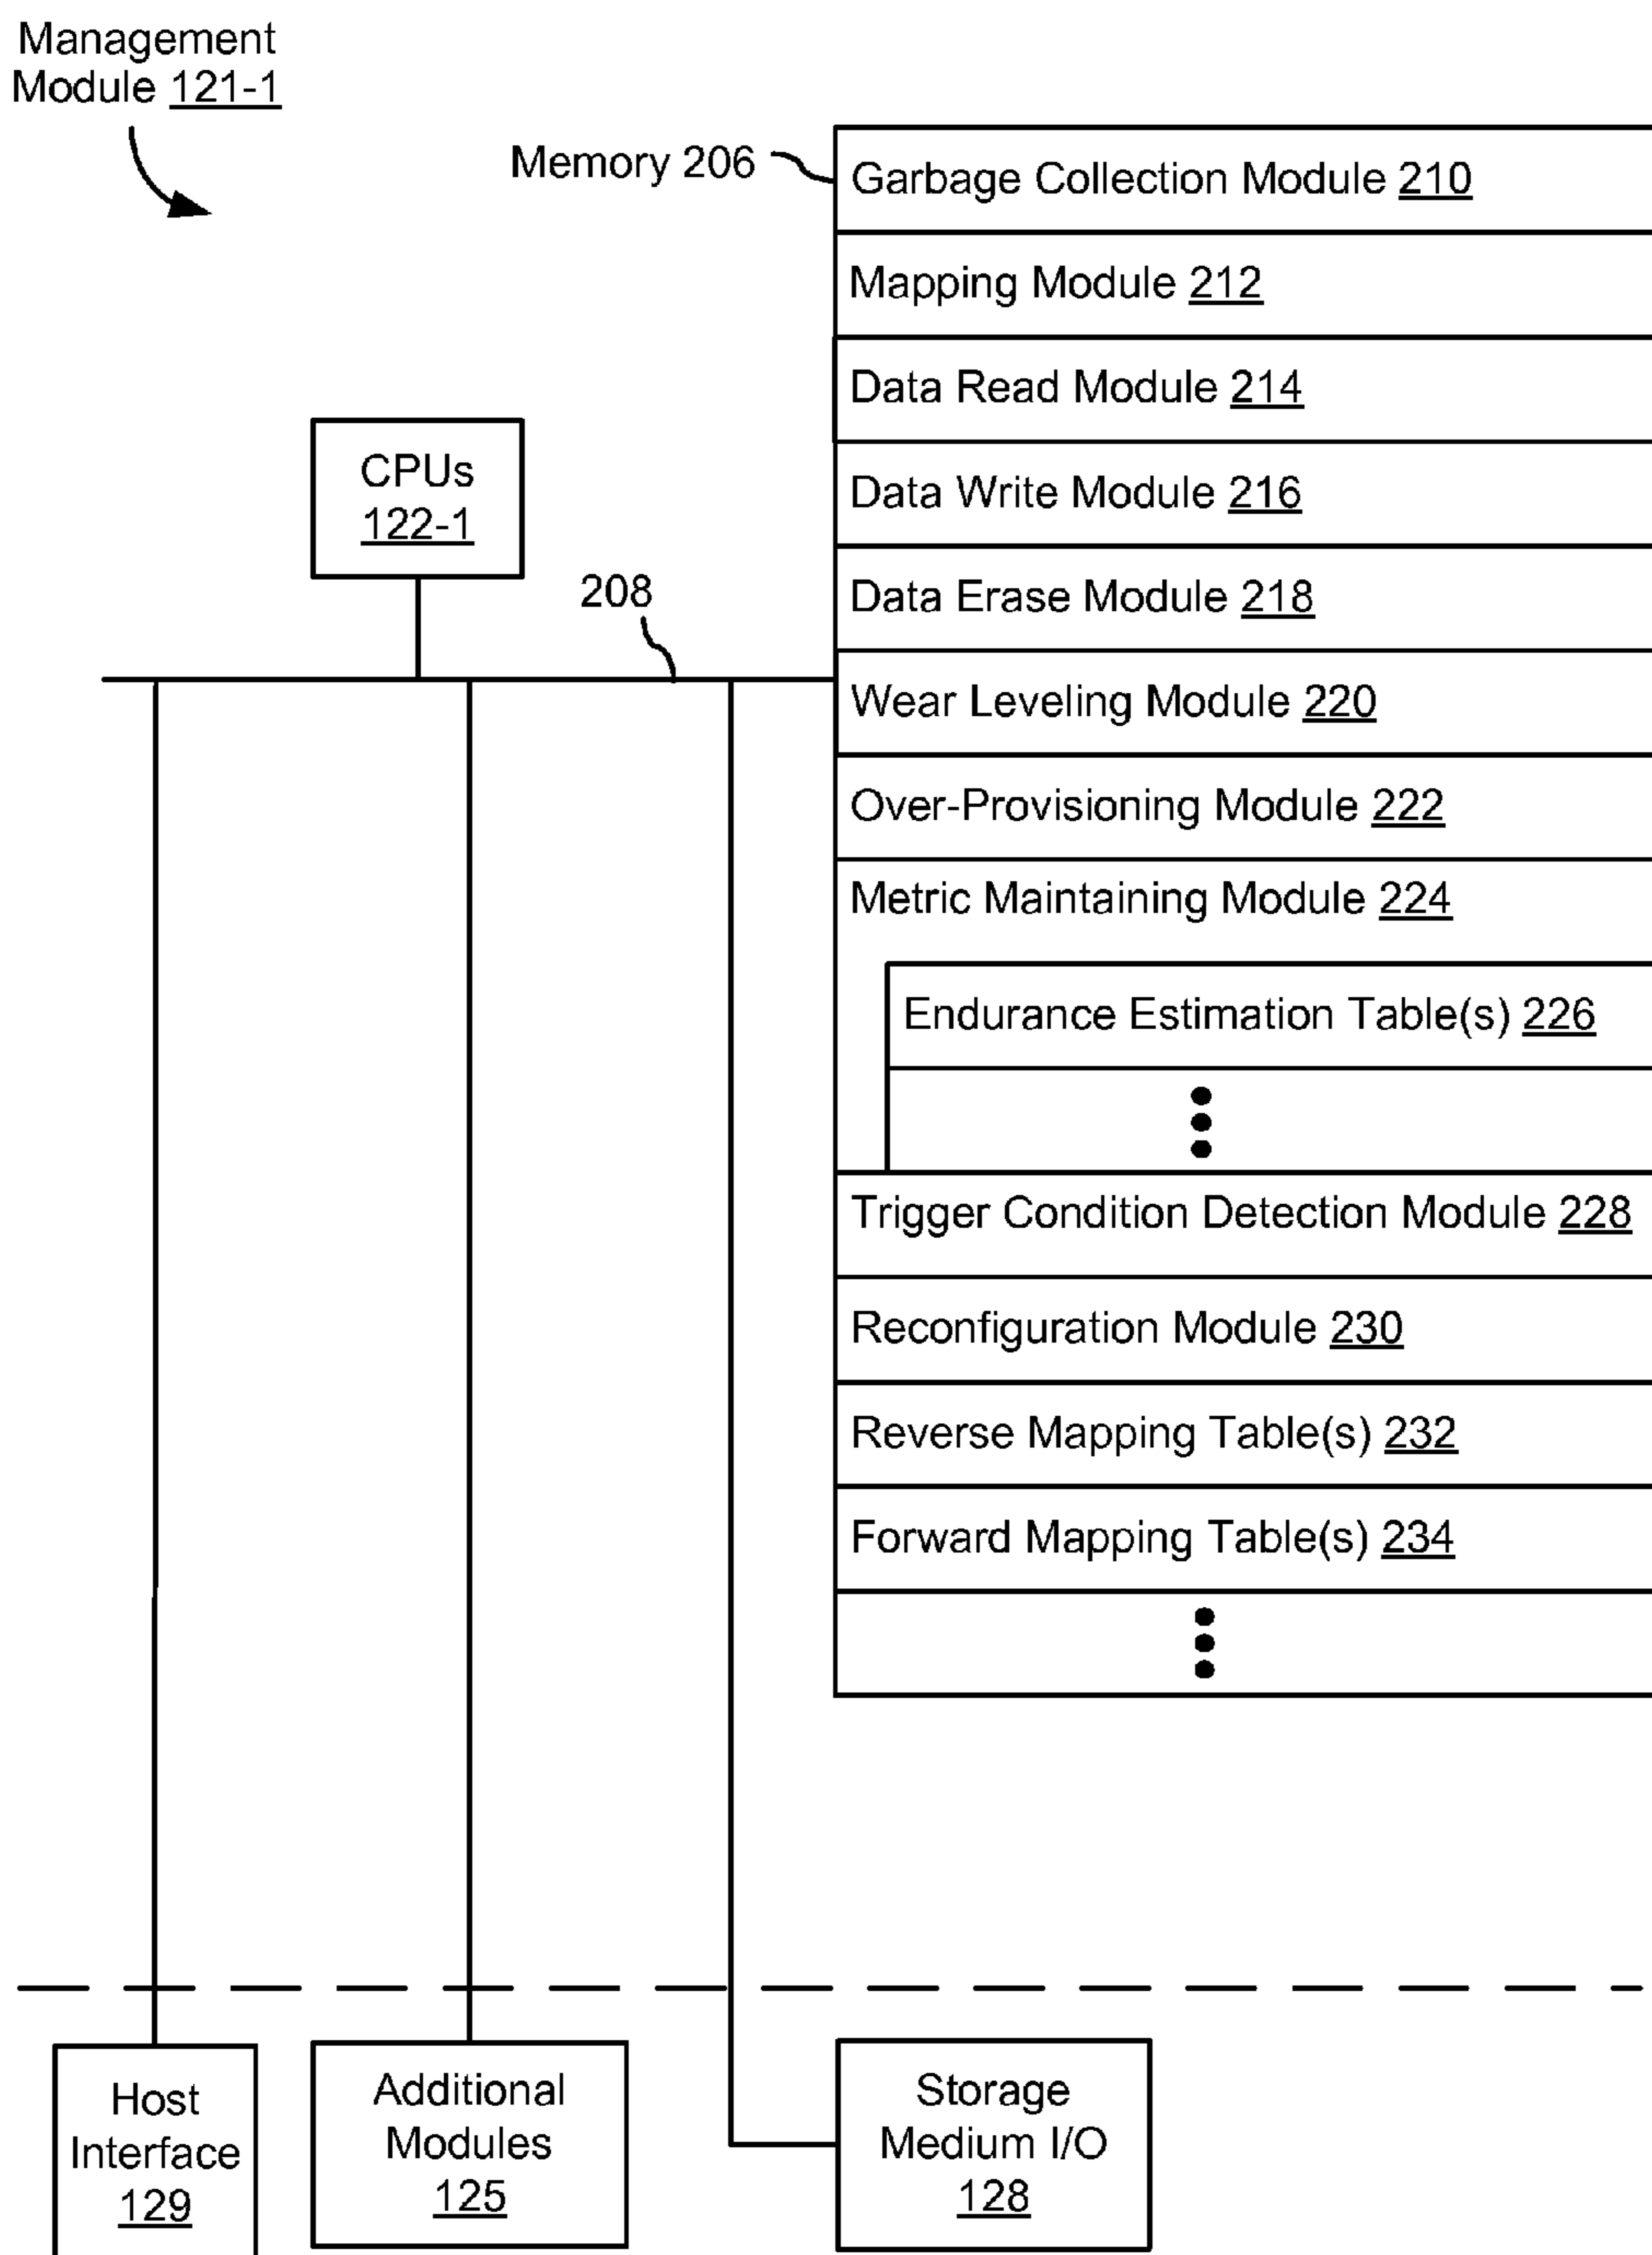 Management
Module 121-1
Memory 206
Garbage Collection Module 210
Mapping Module 212
Data Read Module 214
CPUs
122-1
Data Write Module 216
208
Data Erase Module 218
Wear Leveling Module 220
Over-Provisioning Module 222
Metric Maintaining Module 224
Endurance Estimation Table(s) 226
Trigger Condition Detection Module 228
Reconfiguration Module 230
Reverse Mapping Table(s) 232
Forward Mapping Table(s) 234
Host
Interface
129
Additional
Modules
125
Storage
Medium I/O
128